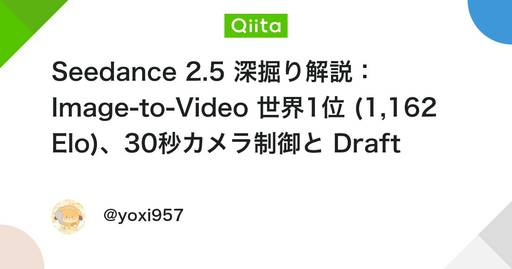 Qiita
Seedance 2.5 深掘り解説：
Image-to-Video 世界1位 (1,162
Elo)、30秒カメラ制御と Draft
@yoxi957